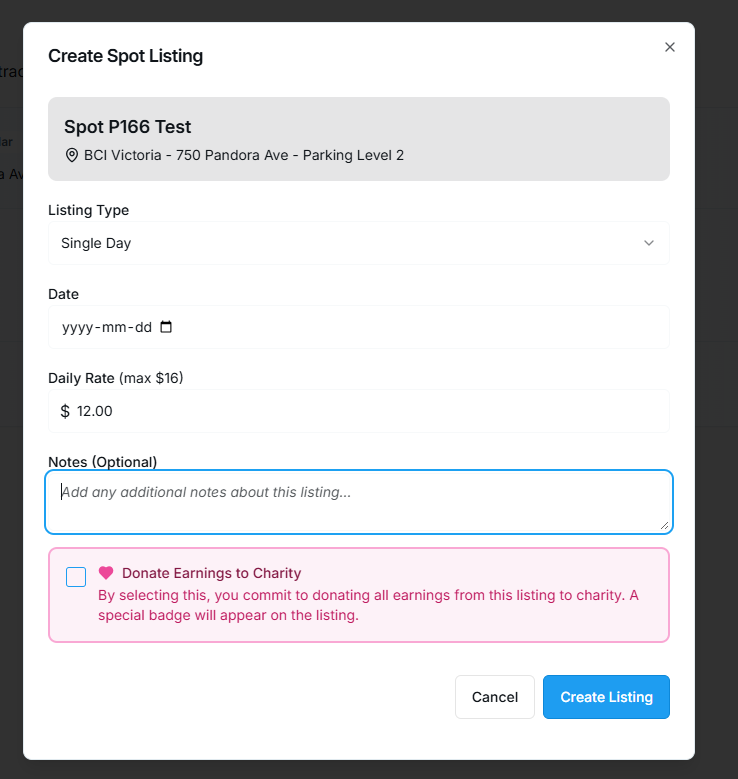 Create Spot Listing
Spot P166 Test
BCI Victoria - 750 Pandora Ave - Parking Level 2
Listing Type
Single Day
Date
yyyy-mm-dd
Daily Rate (max $16)
$ 12.00
Notes (Optional)
Add any additional notes about this listing...
Donate Earnings to Charity
By selecting this, you commit to donating all earnings from this listing to charity. A
special badge will appear on the listing.
Cancel
Create Listing